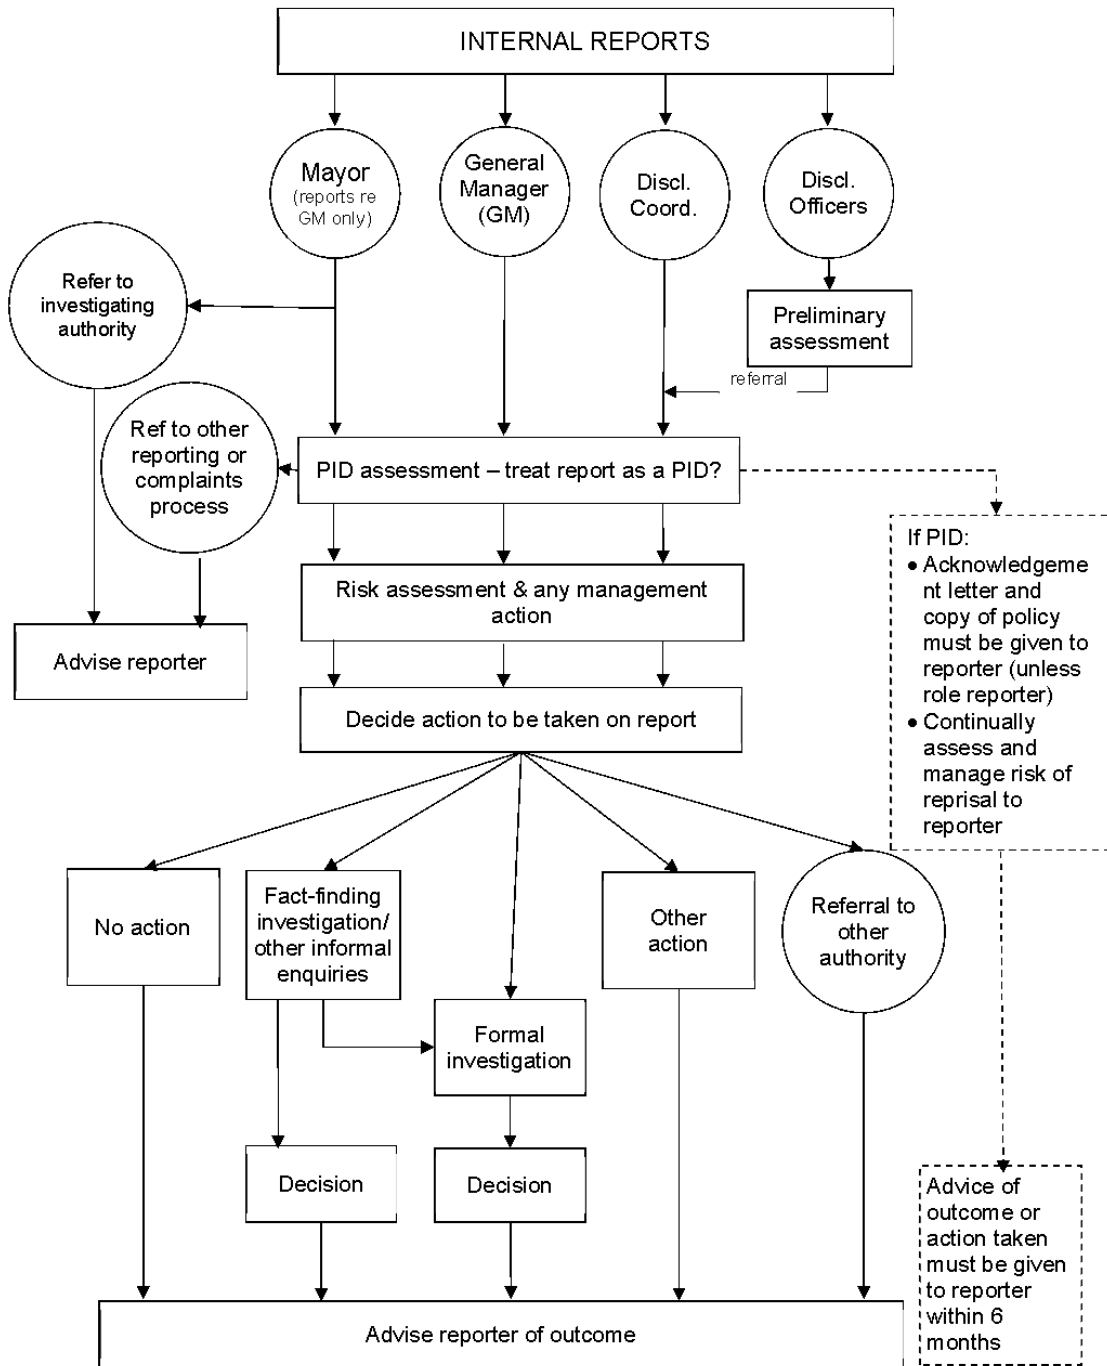 INTERNAL REPORTS
Mayor
(reports re
GM only)
General
Manager
(GM)
Discl.
Coord.
Discl.
Officers
Refer to
investigating
authority
Preliminary
assessment
referral
Ref to other
reporting or
complaints
process
PID assessment – treat report as a PID?
If PID:
• Acknowledgeme
nt letter and
copy of policy
must be given to
reporter (unless
role reporter)
• Continually
assess and
manage risk of
reprisal to
reporter
Risk assessment & any management
action
Advise reporter
Decide action to be taken on report
No action
Fact-finding
investigation/
other informal
enquiries
Other
action
Referral to
other
authority
Formal
investigation
Decision
Decision
Advice of
outcome or
action taken
must be given
to reporter
within 6
months
Advise reporter of outcome